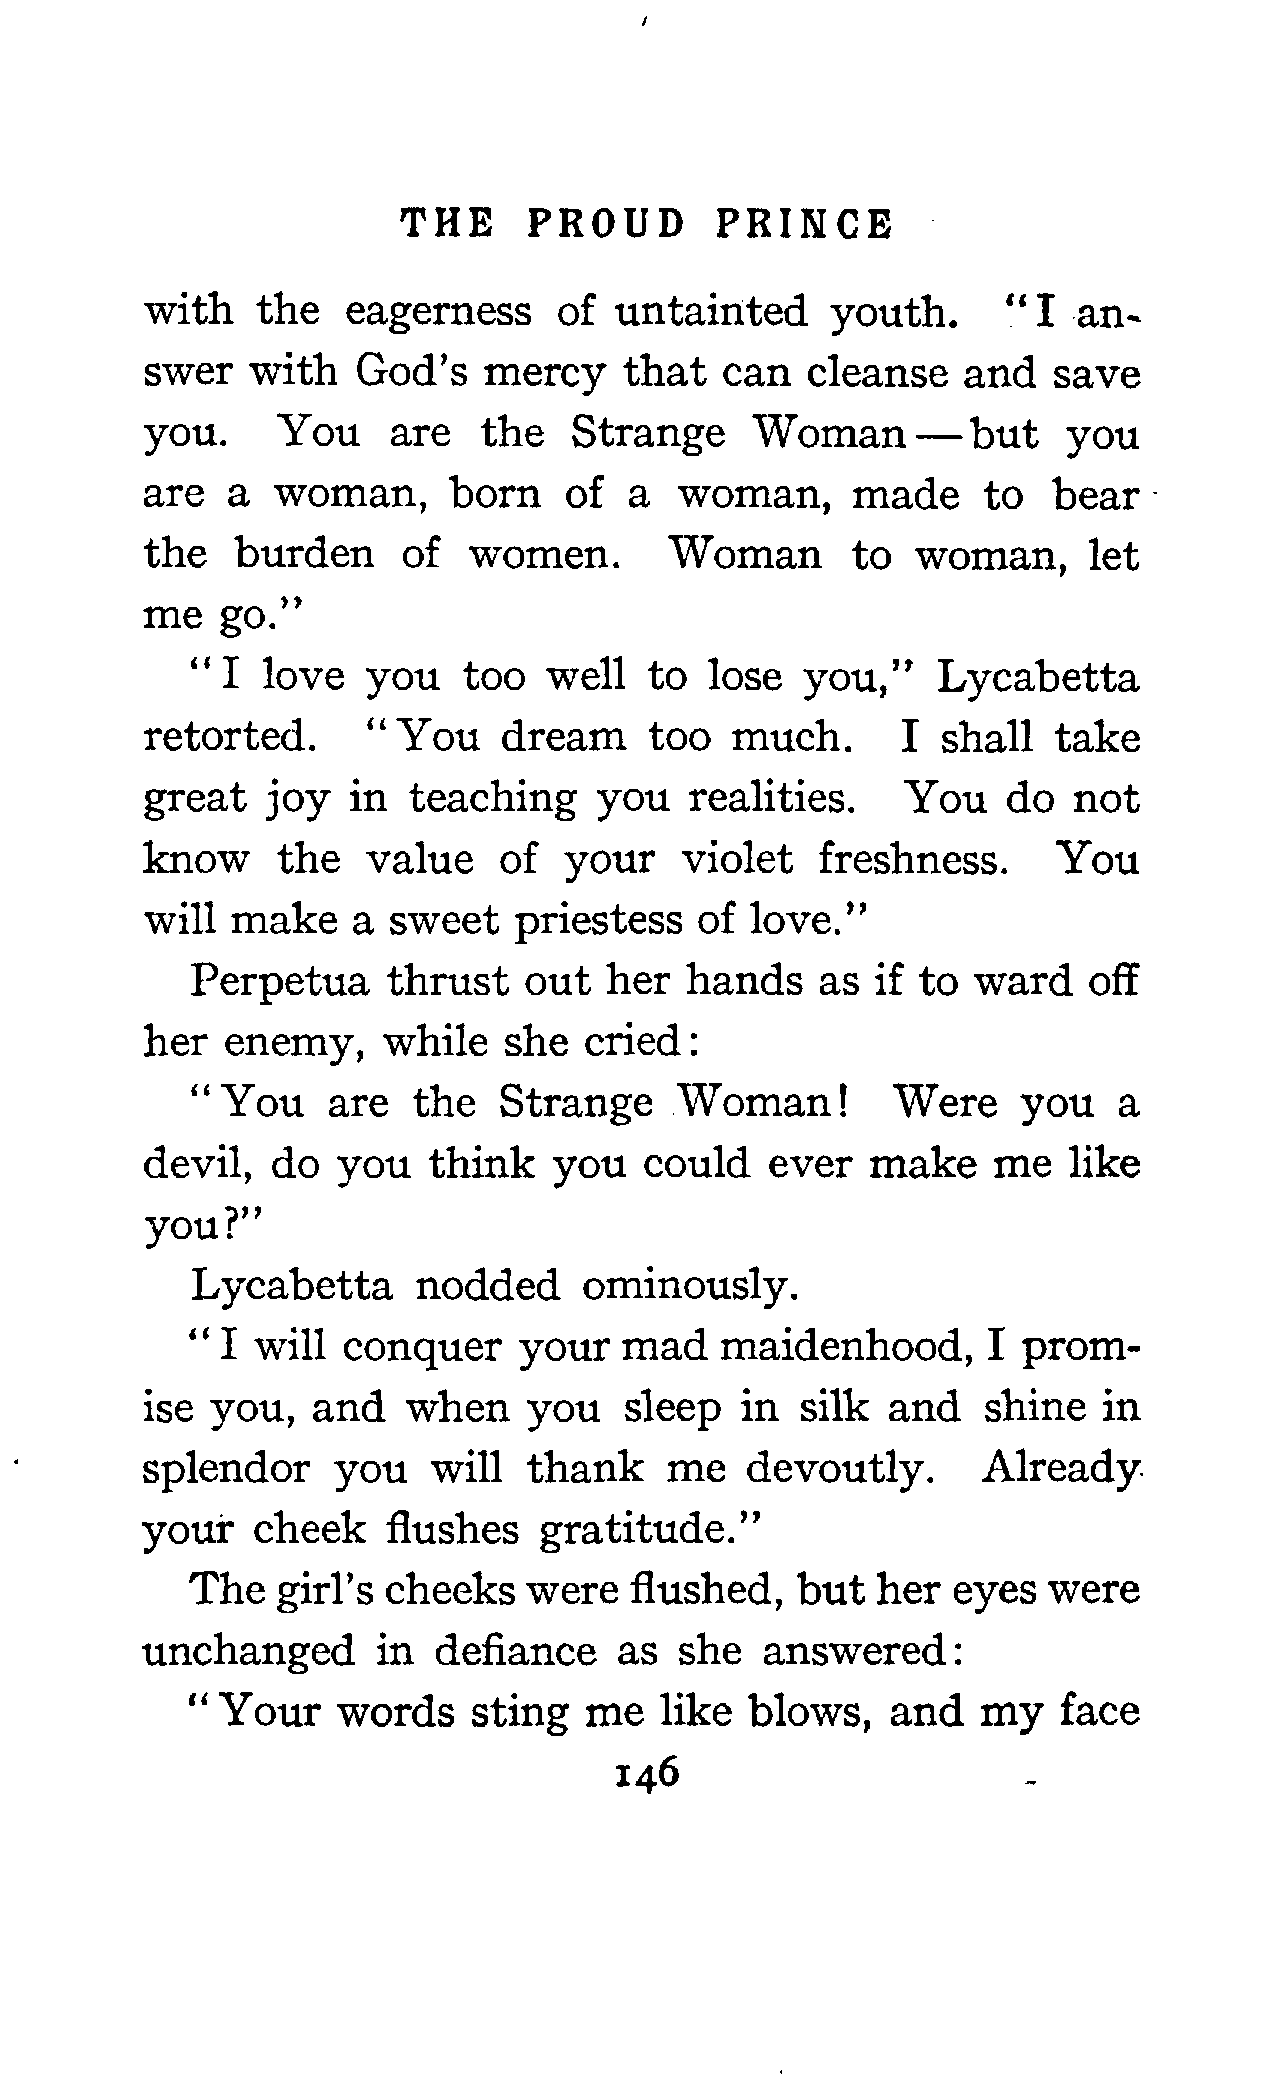 THE PROUD PRINCE
with the eagerness of untainted youth. "I an-
swer with God's mercy that can cleanse and save
you. You are the Strange Woman—but you
are a woman, born of a woman, made to bear
the burden of women. Woman to woman, let
me go."
"I love you too well to lose you," Lycabetta
retorted. "You dream too much. I shall take
great joy in teaching you realities. You do not
know the value of your violet freshness. You
will make a sweet priestess of love."
Perpetua thrust out her hands as if to ward off
her enemy, while she cried:
"You are the Strange Woman! Were you a
devil, do you think you could ever make me like
you?"
Lycabetta nodded ominously.
"I will conquer your mad maidenhood, I prom-
ise you, and when you sleep in silk and shine in
splendor you will thank me devoutly. Already
your cheek flushes gratitude."
The girl's cheeks were flushed, but her eyes were
unchanged in defiance as she answered:
"Your words sting me like blows, and my face
146